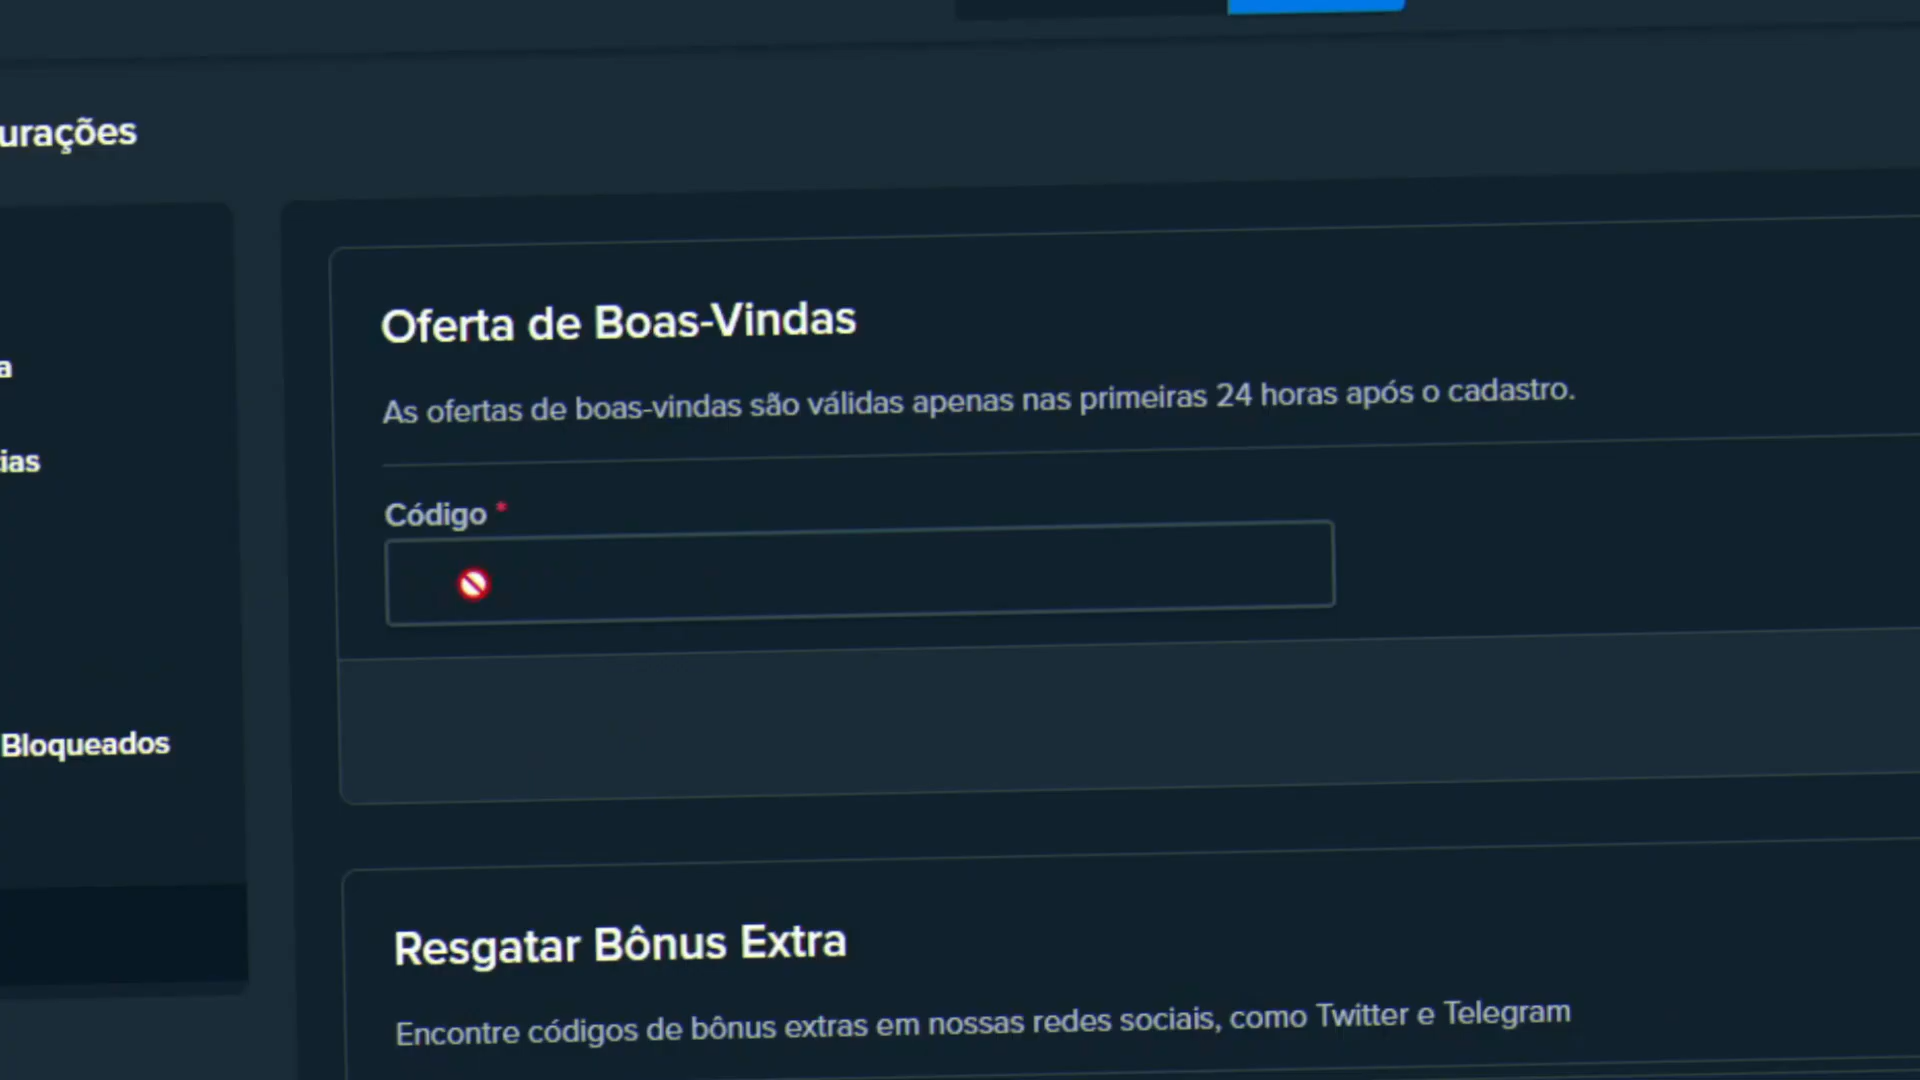 urações
a
ias
Bloqueados
Oferta de Boas-Vindas
As ofertas de boas-vindas são válidas apenas nas primeiras 24 horas após o cadastro.
Código *
Resgatar Bônus Extra
Encontre códigos de bônus extras em nossas redes sociais, como Twitter e Telegram